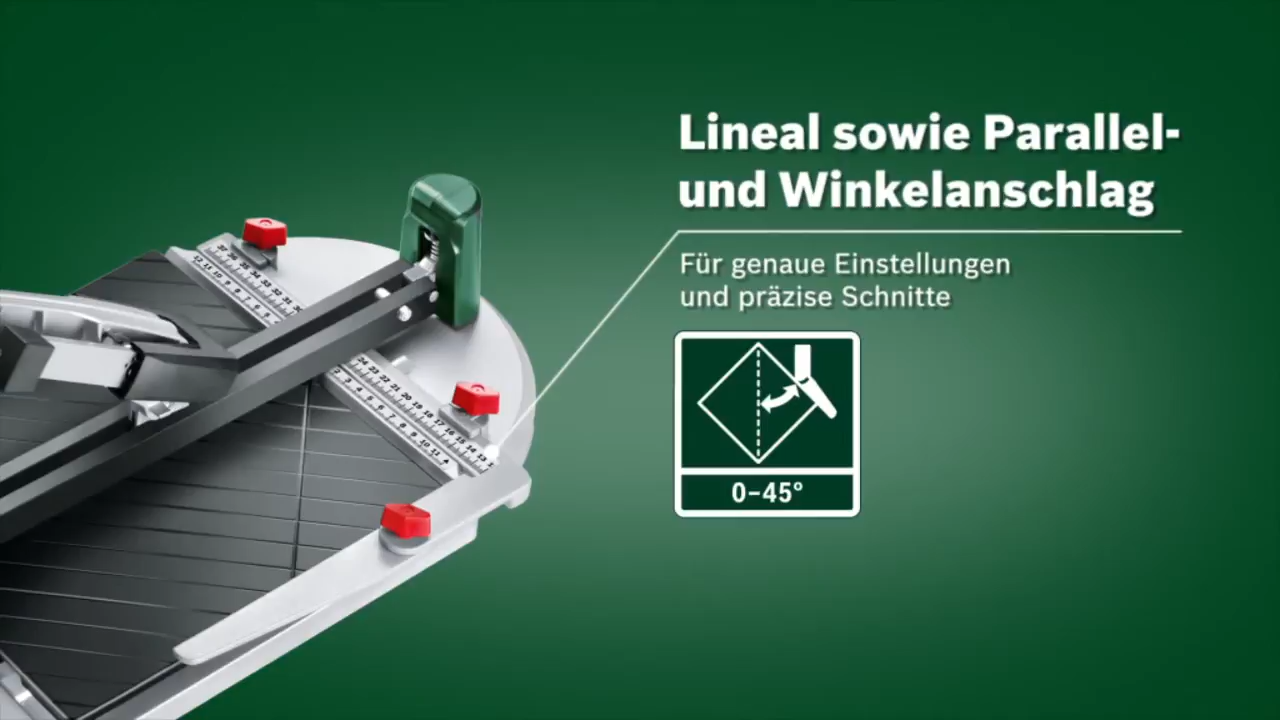 Lineal sowie Parallel-
und Winkelanschlag
Für genaue Einstellungen
und präzise Schnitte
0-45°